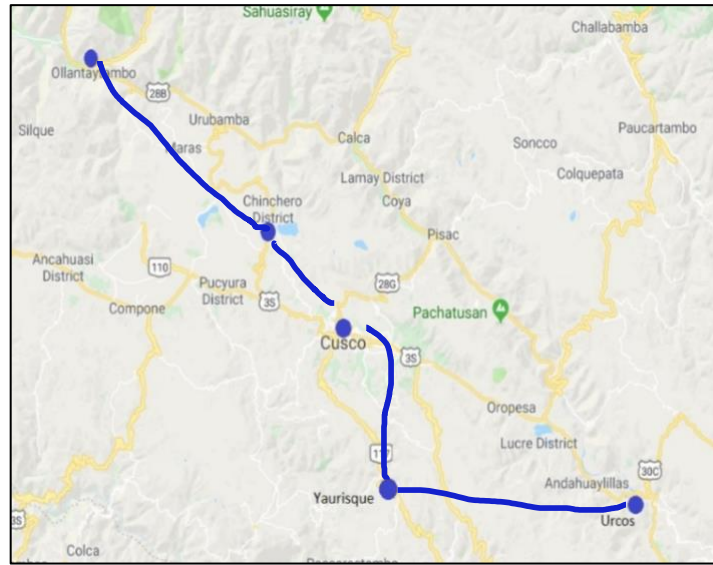 Sahuasiray
Challabamba
Ollantaytambo
28B
Silque
Urubamba
Maras
Calca
Paucartambo
Soncco
Lamay District
Colquepata
Chinchero
District
Coya
Pisac
Ancahuasi
District
110
Pucyura
District
3S
28G
Compone
Pachatusan
Cusco
3S
Oropesa
Lucre District
117
30C
Andahuaylillas
Yaurisque
Urcos
3S
Colca